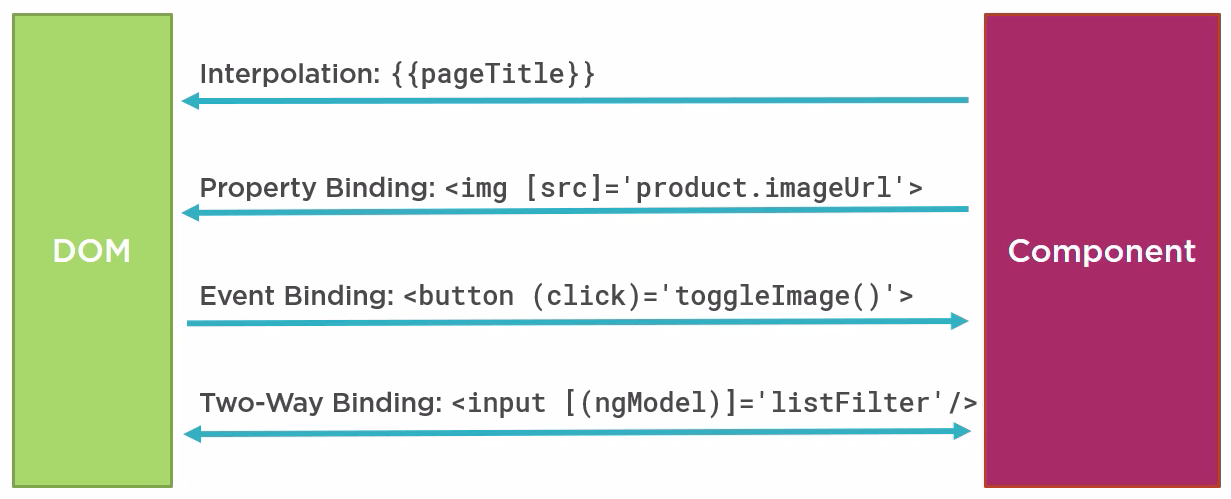 Interpolation: {{pageTitle}}
Property Binding: <img [src]='product.imageUrl'>
DOM
Component
Event Binding: <button (click)='toggleImage()'>
Two-Way Binding: <input [(ngModel)]='listFilter'/>